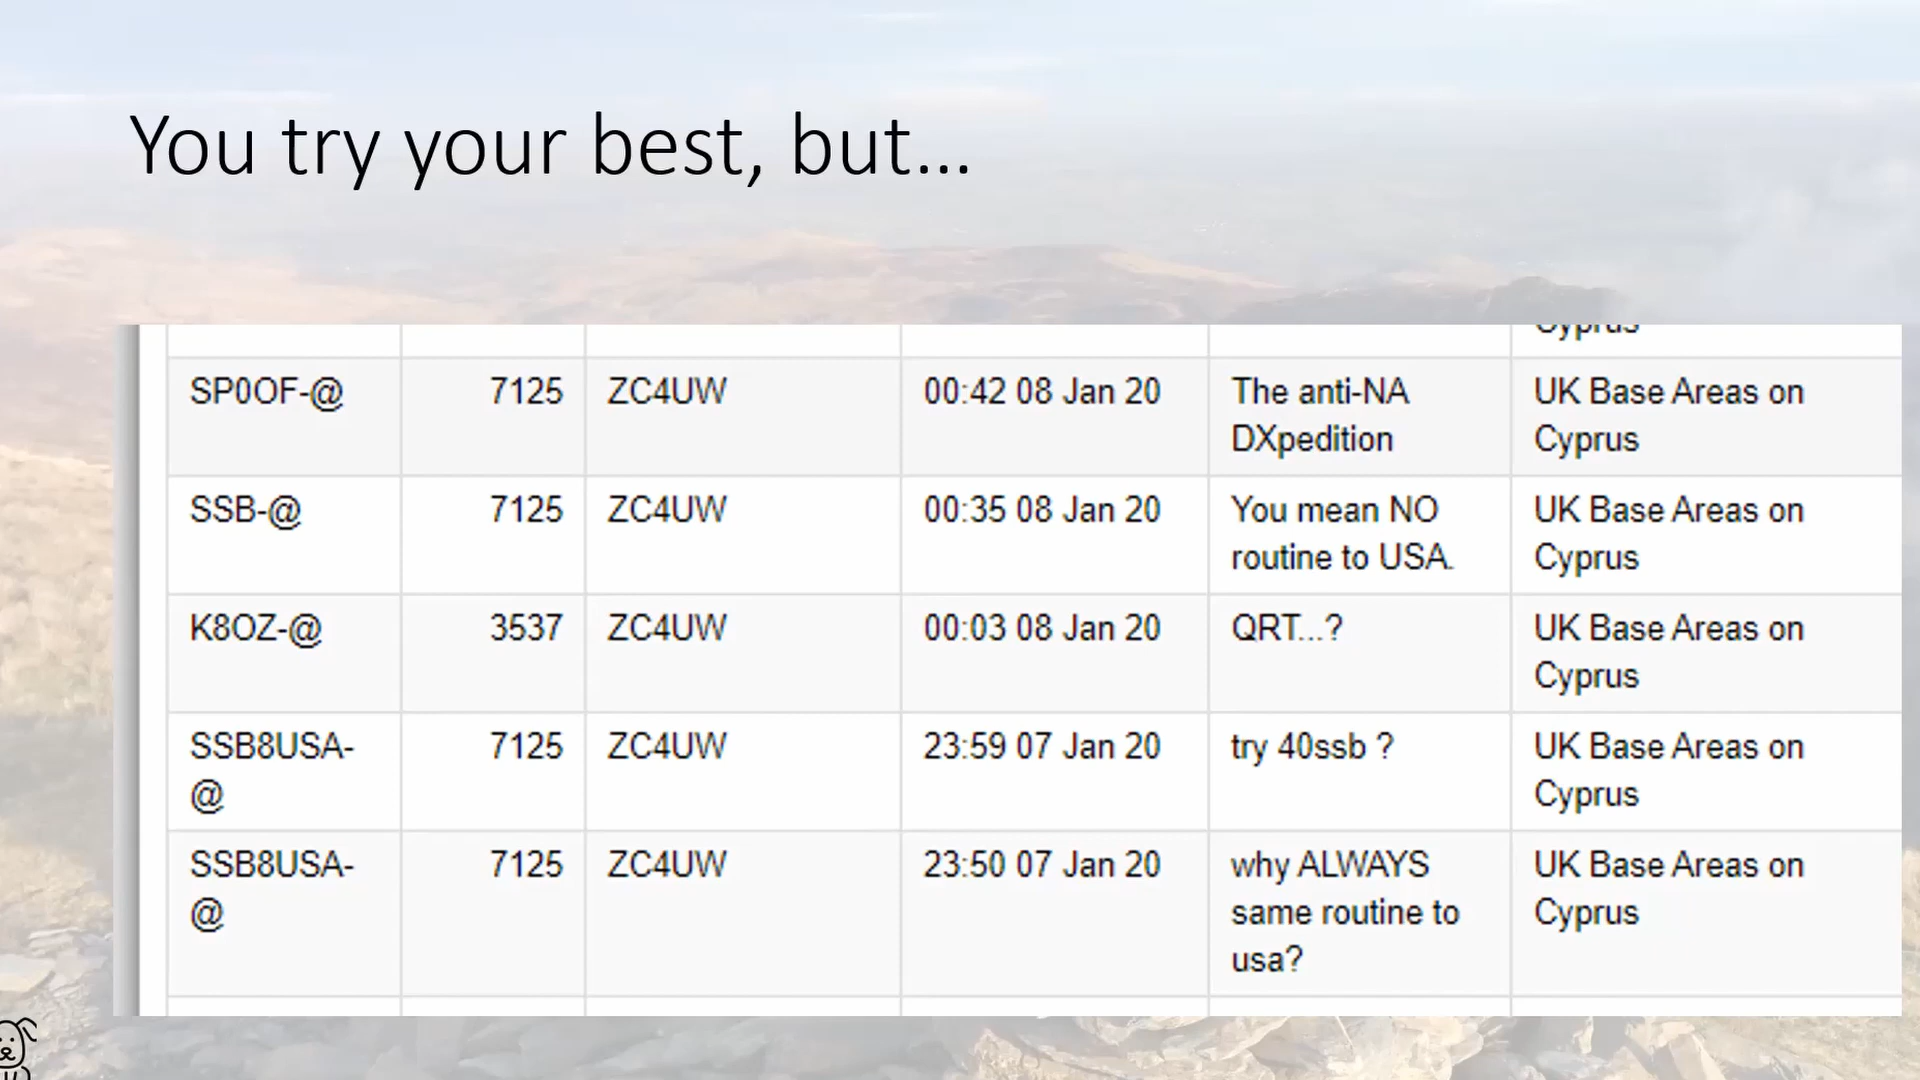 You try your best, but...
Cyprus
SP0OF-@ 7125 ZC4UW 00:42 08 Jan 20 The anti-NA UK Base Areas on
DXpedition Cyprus
SSB-@ 7125 ZC4UW 00:35 08 Jan 20 You mean NO UK Base Areas on
routine to USA. Cyprus
K8OZ-@ 3537 ZC4UW 00:03 08 Jan 20 QRT...? UK Base Areas on
Cyprus
SSB8USA- 7125 ZC4UW 23:59 07 Jan 20 try 40ssb ? UK Base Areas on
@ Cyprus
SSB8USA- 7125 ZC4UW 23:50 07 Jan 20 why ALWAYS UK Base Areas on
@ same routine to Cyprus
usa?